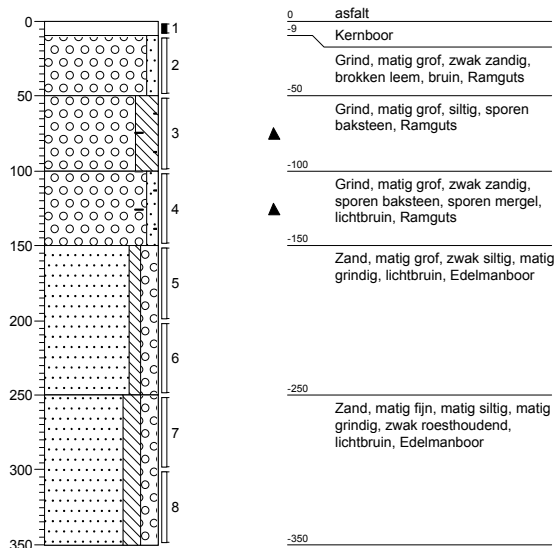 0
50
100
150
200
250
300
350
1
2
3
4
5
6
7
8
0
asfalt
-9
Kernboor
Grind, matig grof, zwak zandig,
brokken leem, bruin, Ramguts
-50
Grind, matig grof, siltig, sporen
baksteen, Ramguts
-100
Grind, matig grof, zwak zandig,
sporen baksteen, sporen mergel,
lichtbruin, Ramguts
-150
Zand, matig grof, zwak siltig, matig
grindig, lichtbruin, Edelmanboor
-250
Zand, matig fijn, matig siltig, matig
grindig, zwak roesthoudend,
lichtbruin, Edelmanboor
-350